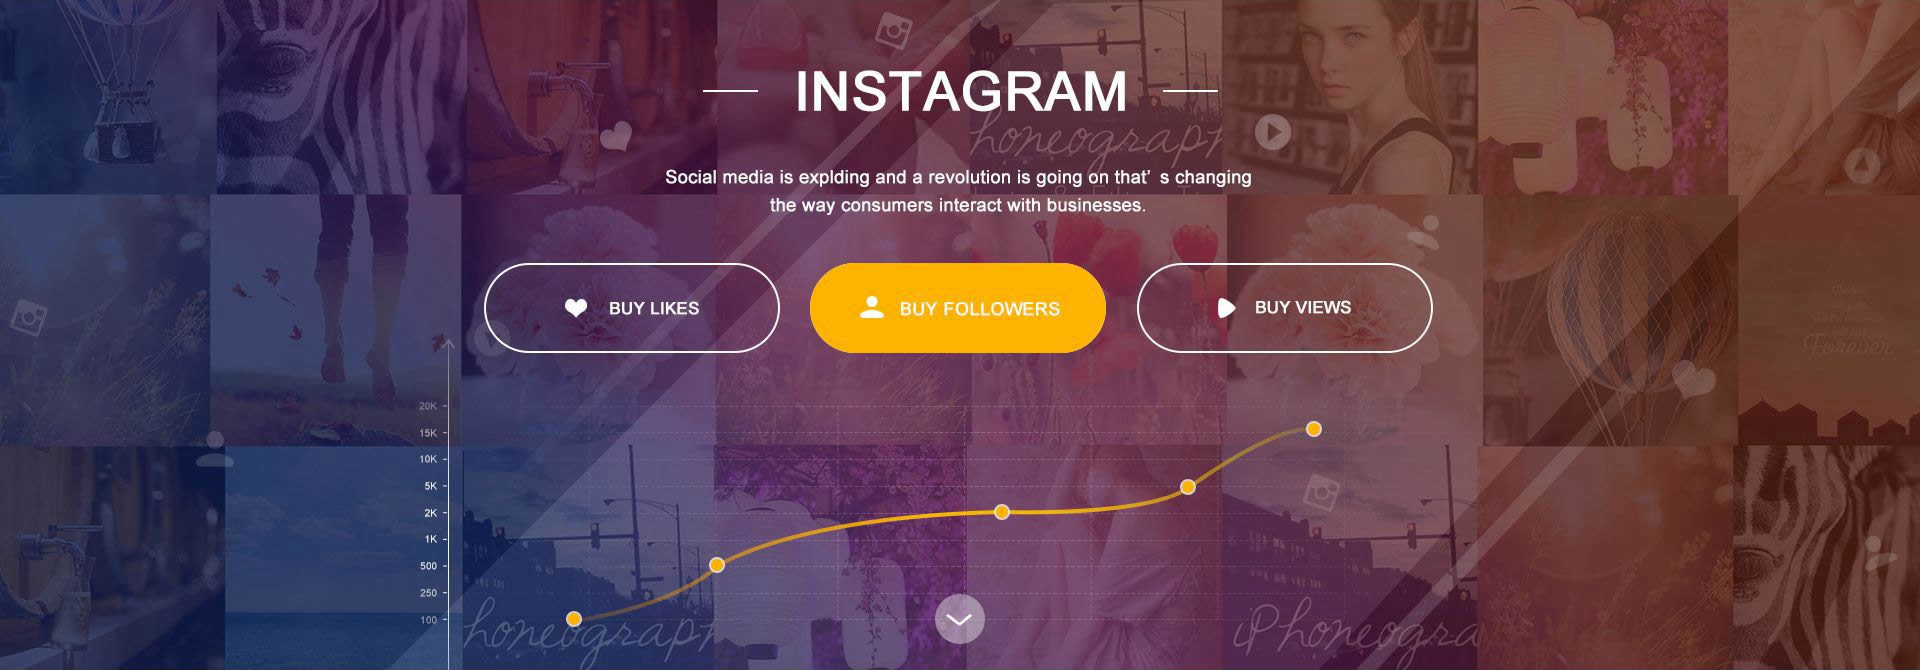 INSTAGRAM
honeograph
Social media is explding and a revolution is going on that’ s changing
the way consumers interact with businesses.
BUY LIKES
BUY FOLLOWERS
BUY VIEWS
Forever
20K
15K
10K
5K
2K
1K
500
250
100
honeograph
iPhoneogra